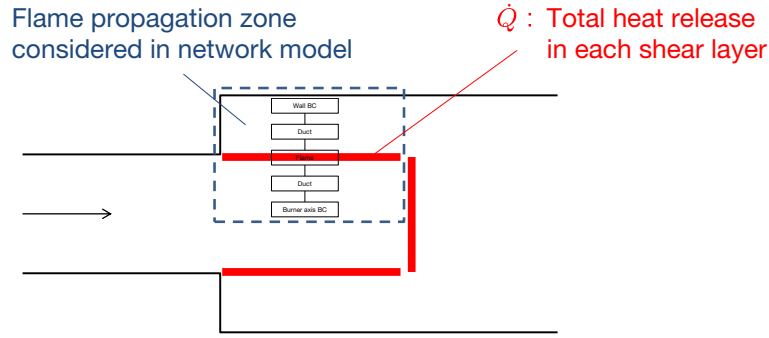 Flame propagation zone
considered in network model
Q̇ : Total heat release
in each shear layer
Wall BC
Duct
Flame
Duct
Burner axis BC